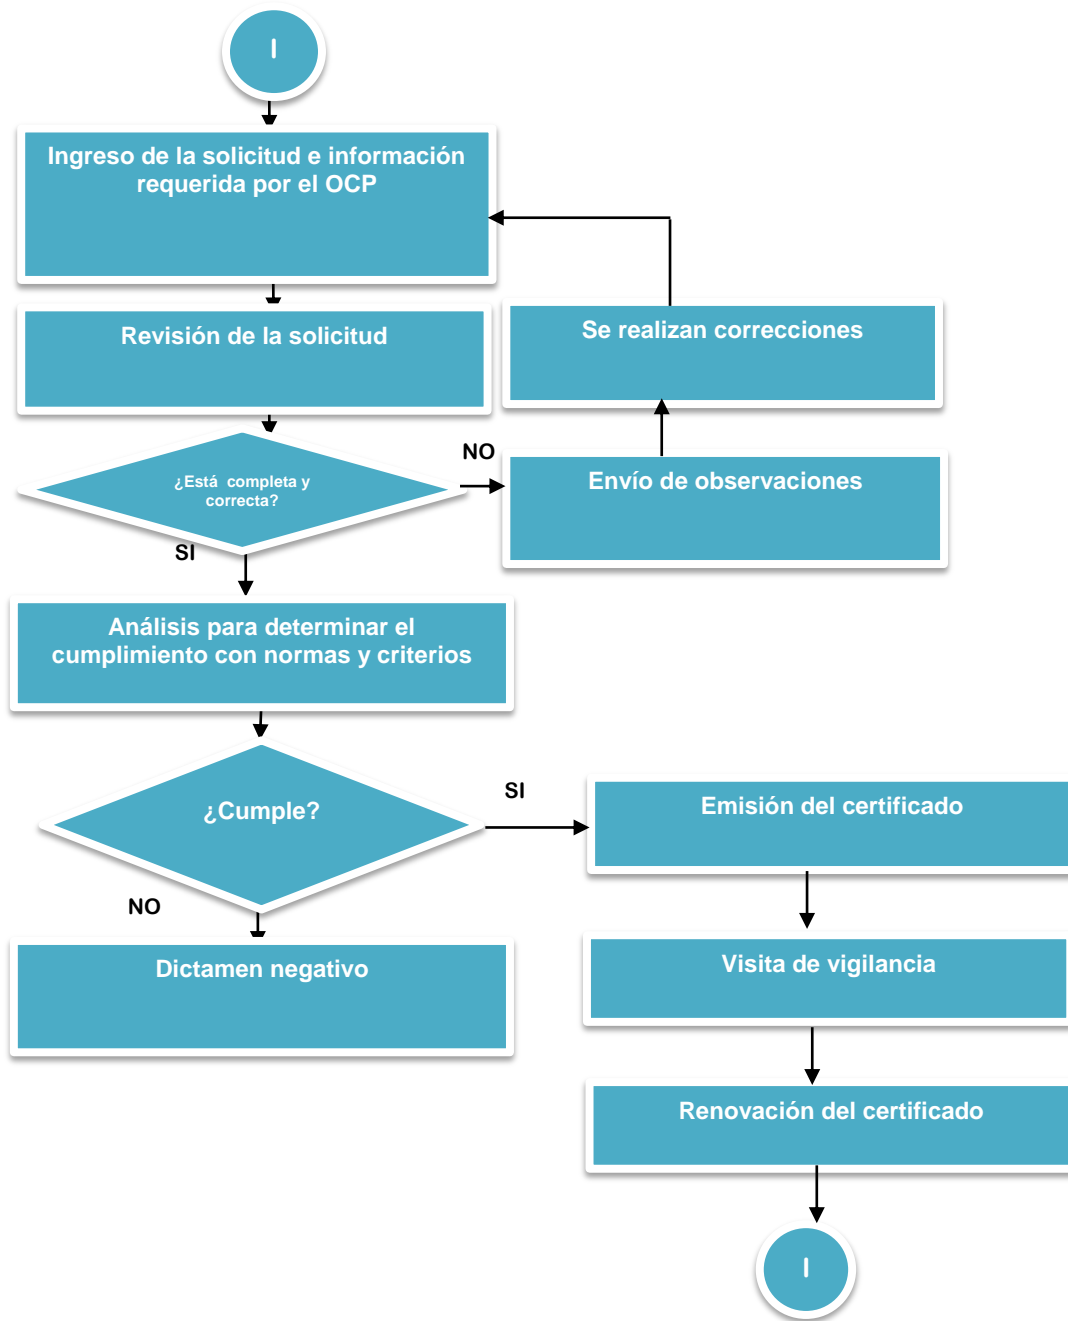 I
Ingreso de la solicitud e información
requerida por el OCP
Revisión de la solicitud
Se realizan correcciones
¿Está completa y
correcta?
NO
Envío de observaciones
SI
Análisis para determinar el
cumplimiento con normas y criterios
¿Cumple?
SI
Emisión del certificado
NO
Dictamen negativo
Visita de vigilancia
Renovación del certificado
I